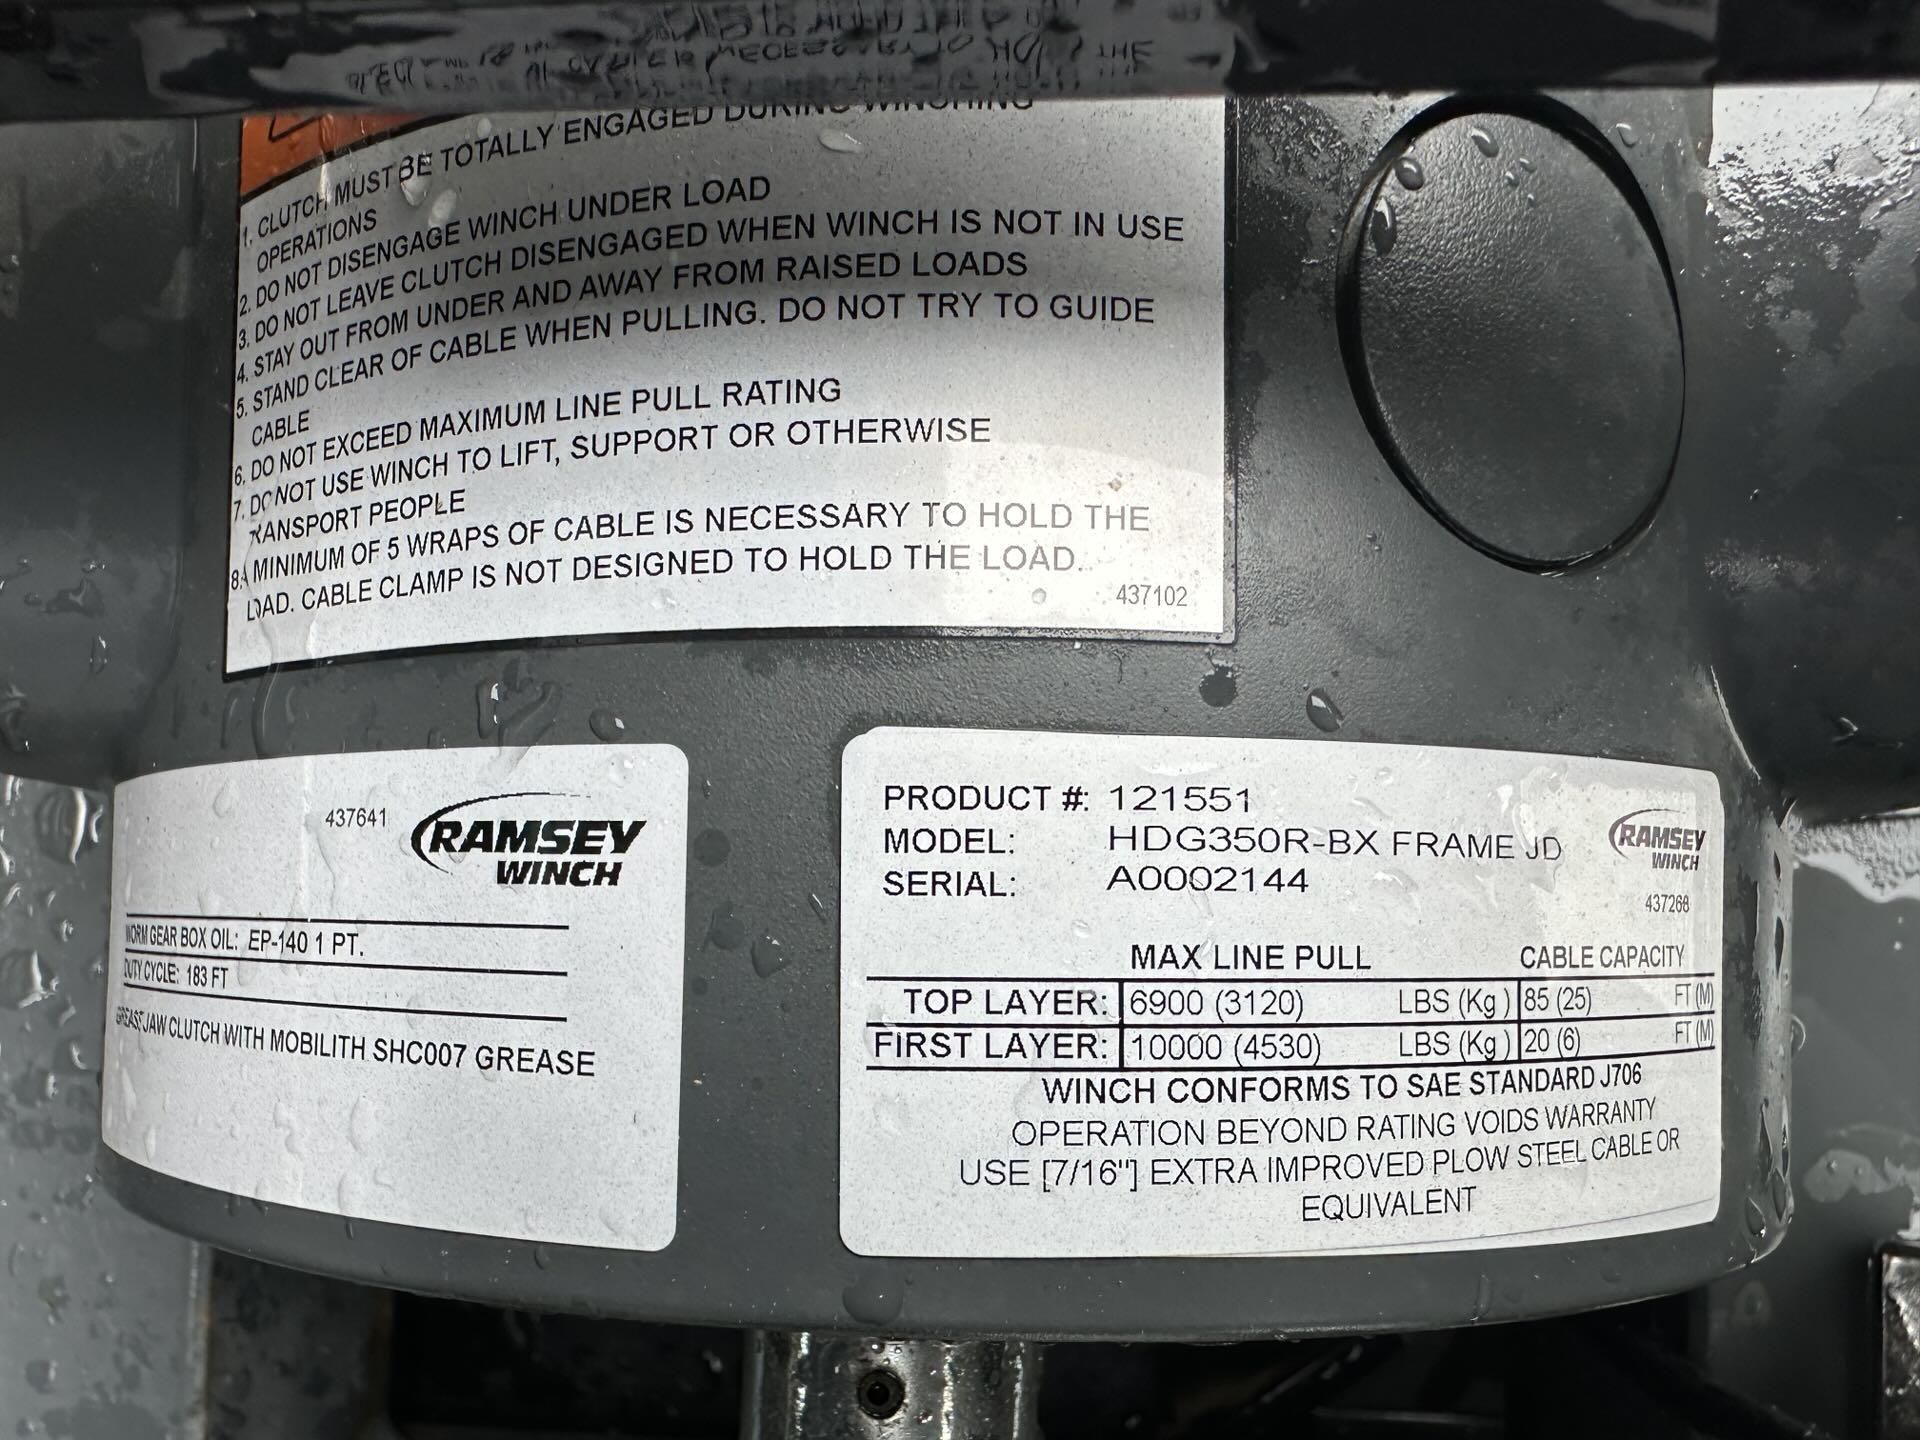 1. CLUTCH MUST BE TOTALLY ENGAGED DURING WINCHING
OPERATIONS
2. DO NOT DISENGAGE WINCH UNDER LOAD
3. DO NOT LEAVE CLUTCH DISENGAGED WHEN WINCH IS NOT IN USE
4. STAY OUT FROM UNDER AND AWAY FROM RAISED LOADS
5. STAND CLEAR OF CABLE WHEN PULLING. DO NOT TRY TO GUIDE
CABLE
6. DO NOT EXCEED MAXIMUM LINE PULL RATING
7. DO NOT USE WINCH TO LIFT, SUPPORT OR OTHERWISE
TRANSPORT PEOPLE
8. A MINIMUM OF 5 WRAPS OF CABLE IS NECESSARY TO HOLD THE
LOAD. CABLE CLAMP IS NOT DESIGNED TO HOLD THE LOAD.
437102
437641
RAMSEY
WINCH
WORM GEAR BOX OIL: EP-140 1 PT.
DUTY CYCLE: 183 FT
GREASE JAW CLUTCH WITH MOBILITH SHC007 GREASE
PRODUCT #: 121551
MODEL: HDG350R-BX FRAME JD
SERIAL: A0002144
RAMSEY
WINCH
437268
MAX LINE PULL CABLE CAPACITY
TOP LAYER: 6900 (3120) LBS (Kg) 85 (25) FT (M)
FIRST LAYER: 10000 (4530) LBS (Kg) 20 (6) FT (M)
WINCH CONFORMS TO SAE STANDARD J706
OPERATION BEYOND RATING VOIDS WARRANTY
USE [7/16"] EXTRA IMPROVED PLOW STEEL CABLE OR
EQUIVALENT